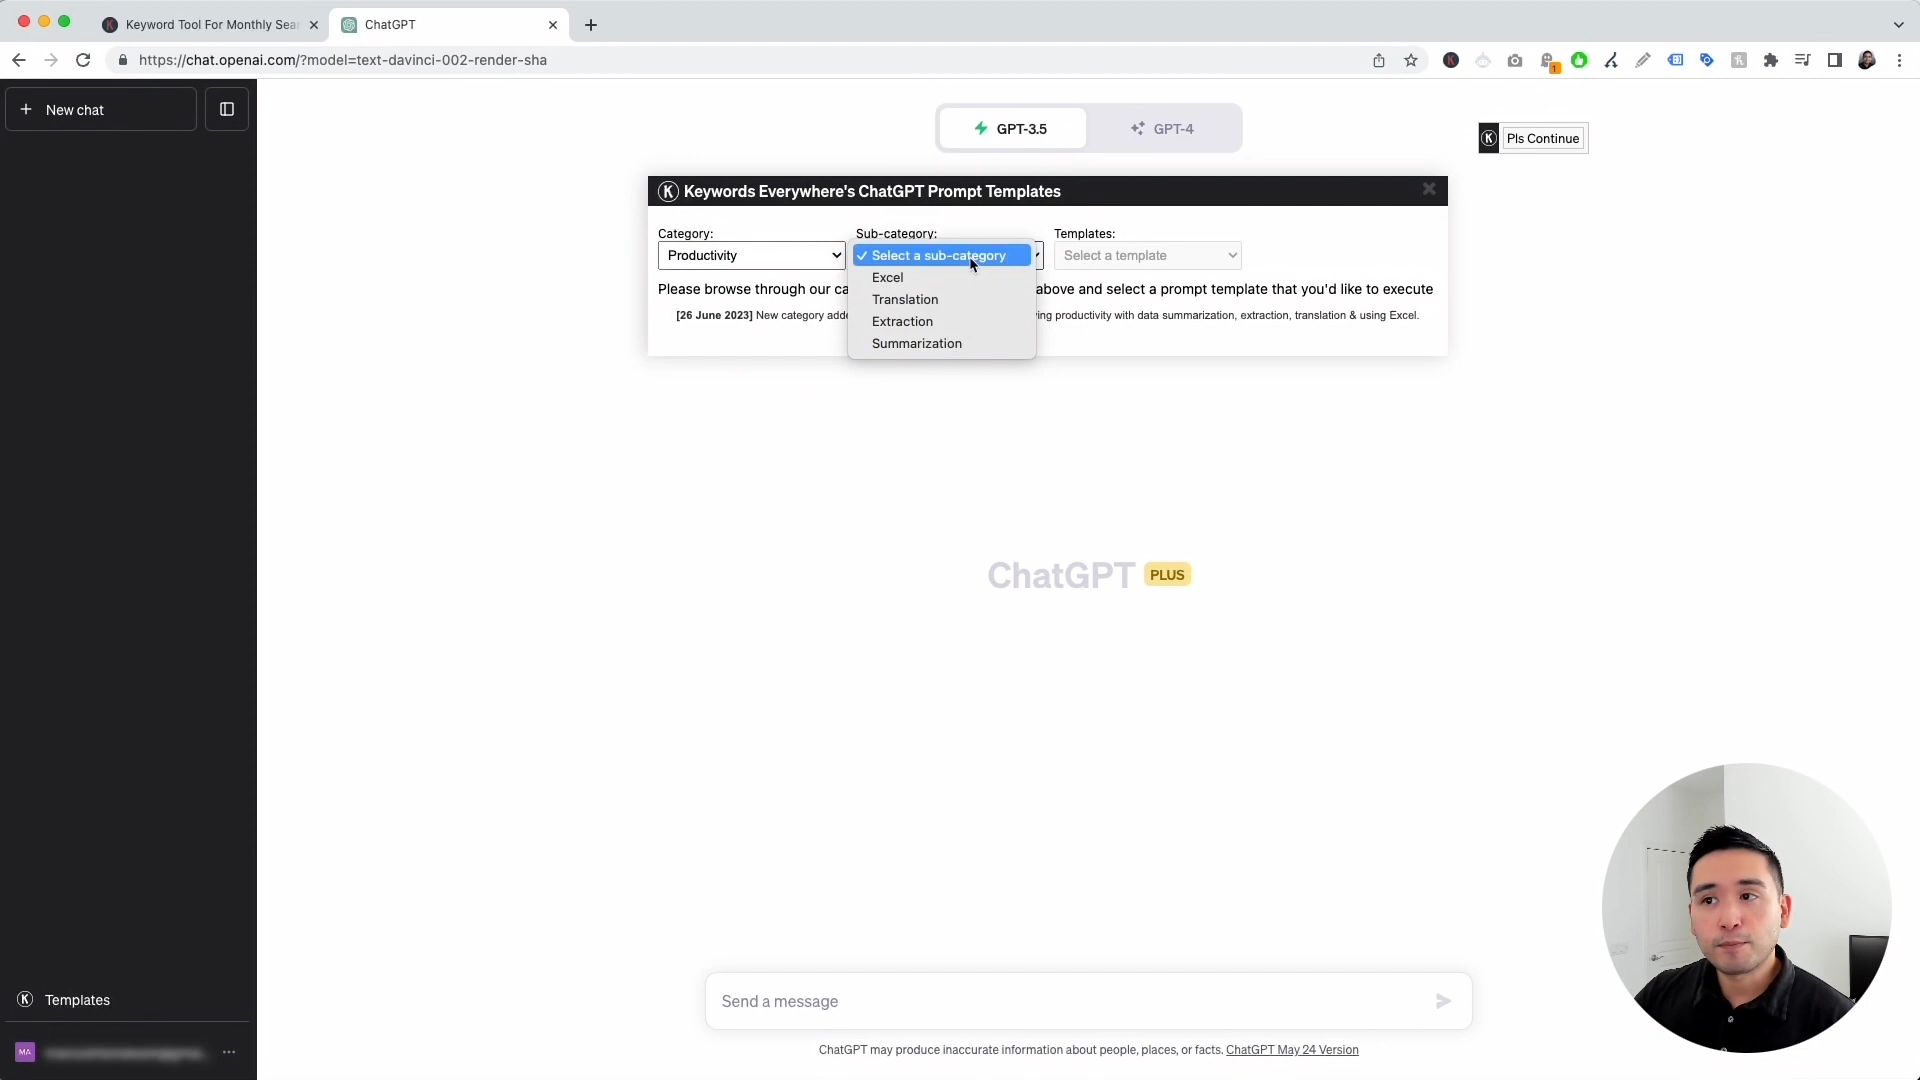 Keyword Tool For Monthly Sear
ChatGPT
https://chat.openai.com/?model=text-davinci-002-render-sha
1
New chat
GPT-3.5
GPT-4
K Pls Continue
K Keywords Everywhere's ChatGPT Prompt Templates
Category:
Sub-category:
Templates:
Productivity
Select a sub-category
Select a template
Excel
Translation
Extraction
Summarization
Please browse through our ca
above and select a prompt template that you'd like to execute
[26 June 2023] New category adde
ing productivity with data summarization, extraction, translation & using Excel.
ChatGPT PLUS
K Templates
MA
Send a message
ChatGPT may produce inaccurate information about people, places, or facts. ChatGPT May 24 Version